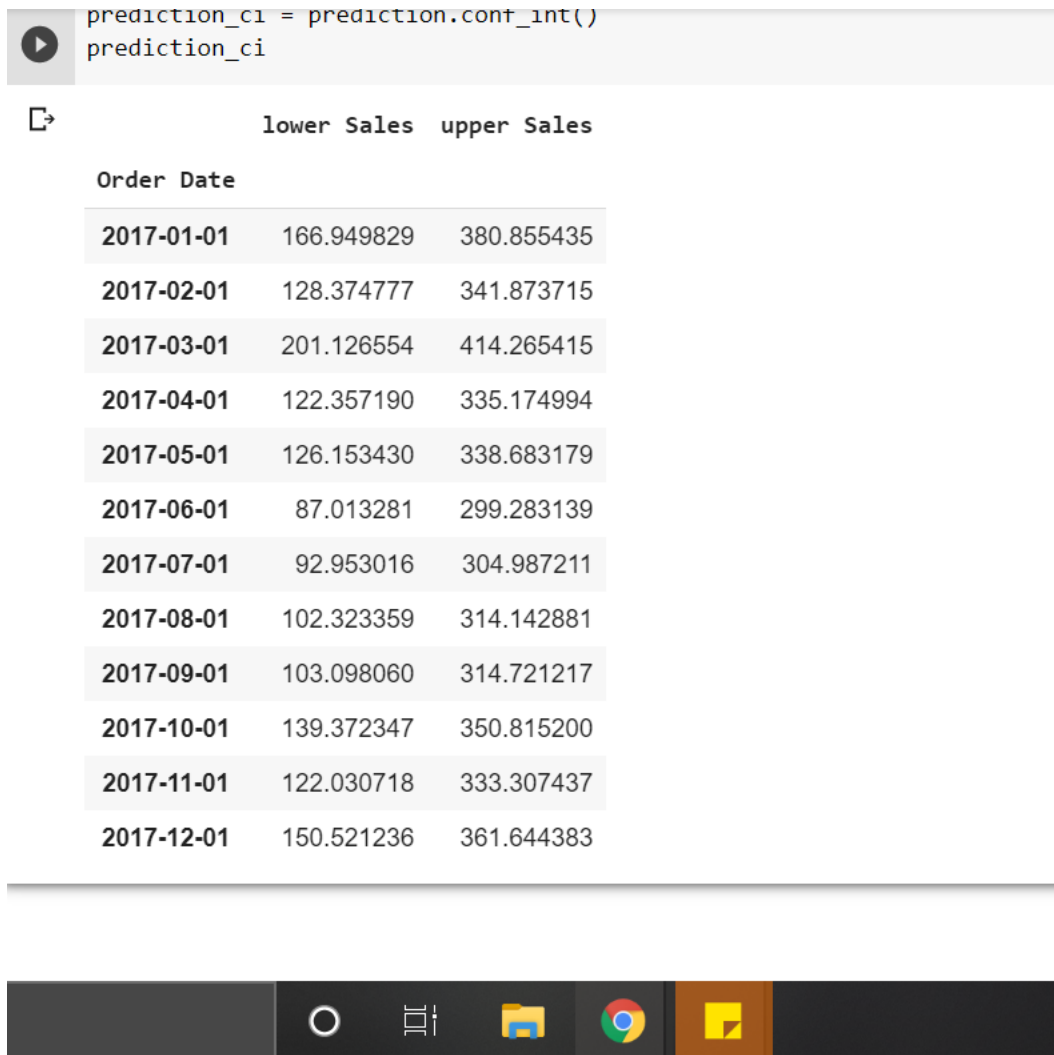 prediction_ci = prediction.conf_int()
prediction_ci
lower Sales upper Sales
Order Date
2017-01-01 166.949829 380.855435
2017-02-01 128.374777 341.873715
2017-03-01 201.126554 414.265415
2017-04-01 122.357190 335.174994
2017-05-01 126.153430 338.683179
2017-06-01 87.013281 299.283139
2017-07-01 92.953016 304.987211
2017-08-01 102.323359 314.142881
2017-09-01 103.098060 314.721217
2017-10-01 139.372347 350.815200
2017-11-01 122.030718 333.307437
2017-12-01 150.521236 361.644383